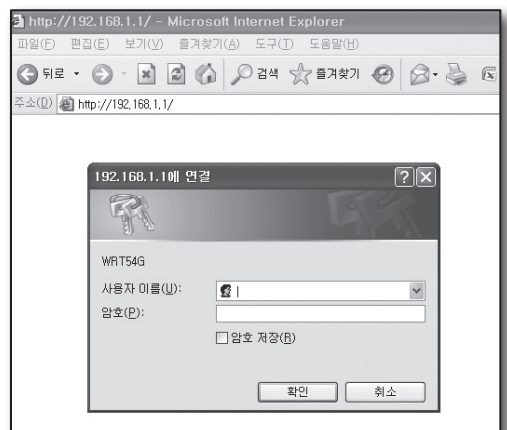 http://192.168.1.1/ - Microsoft Internet Explorer
파일(F) 편집(E) 보기(V) 즐겨찾기(A) 도구(T) 도움말(H)
뒤로 검색 즐겨찾기
주소(D) http://192.168.1.1/
192.168.1.1에 연결
WRT54G
사용자 이름(U):
암호(P):
암호 저장(R)
확인 취소